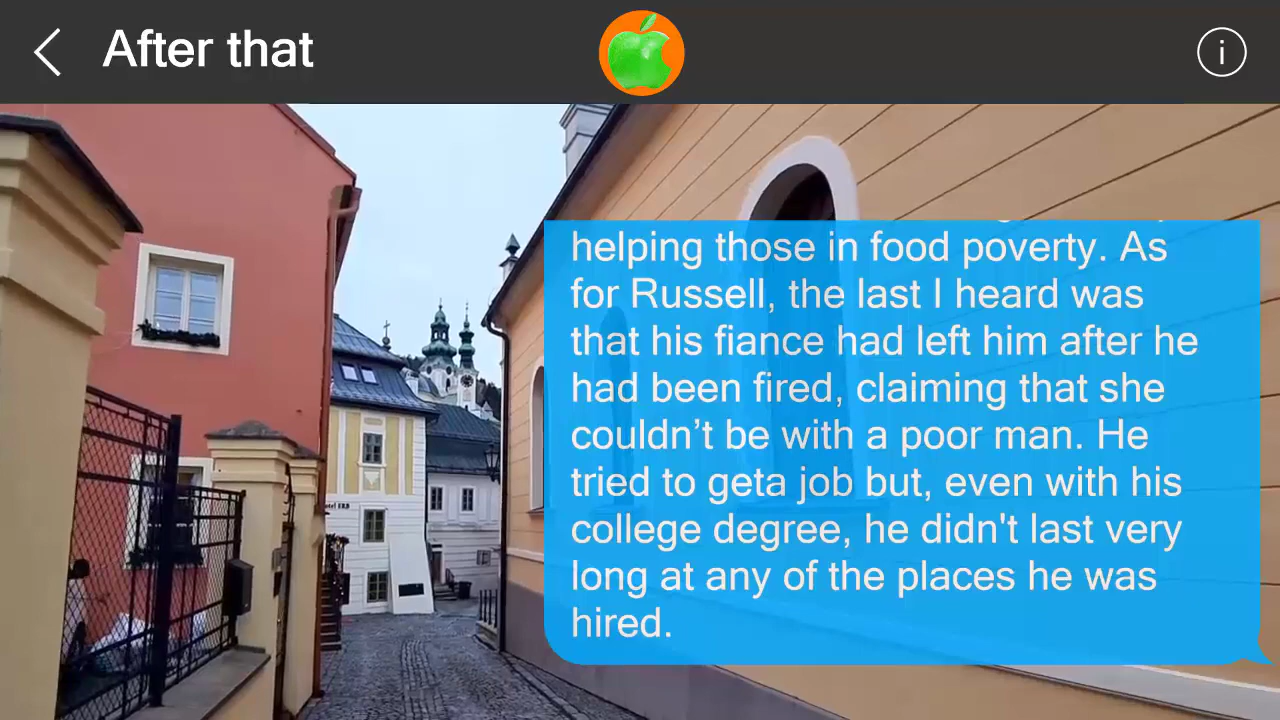 After that
i
helping those in food poverty. As
for Russell, the last I heard was
that his fiance had left him after he
had been fired, claiming that she
couldn’t be with a poor man. He
tried to geta job but, even with his
college degree, he didn't last very
long at any of the places he was
hired.